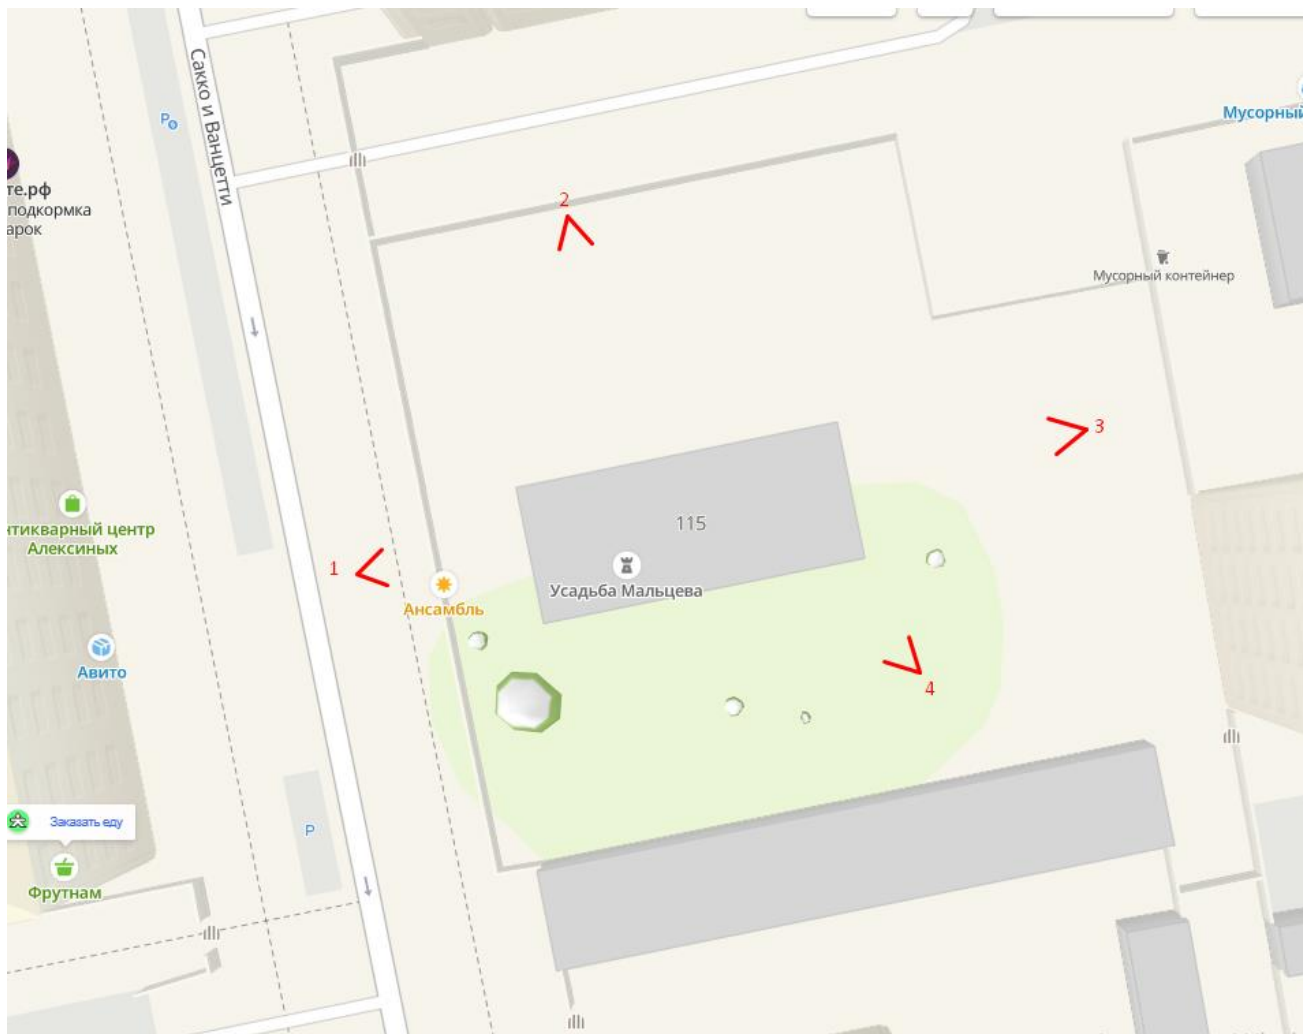 Сакко и Ванцетти
P
Мусорный
те.рф
подкормка
арок
2
Мусорный контейнер
3
115
нтикварный центр
Алексиных
1
Усадьба Мальцева
Ансамбль
Авито
4
Заказать еду
P
Фрутнам